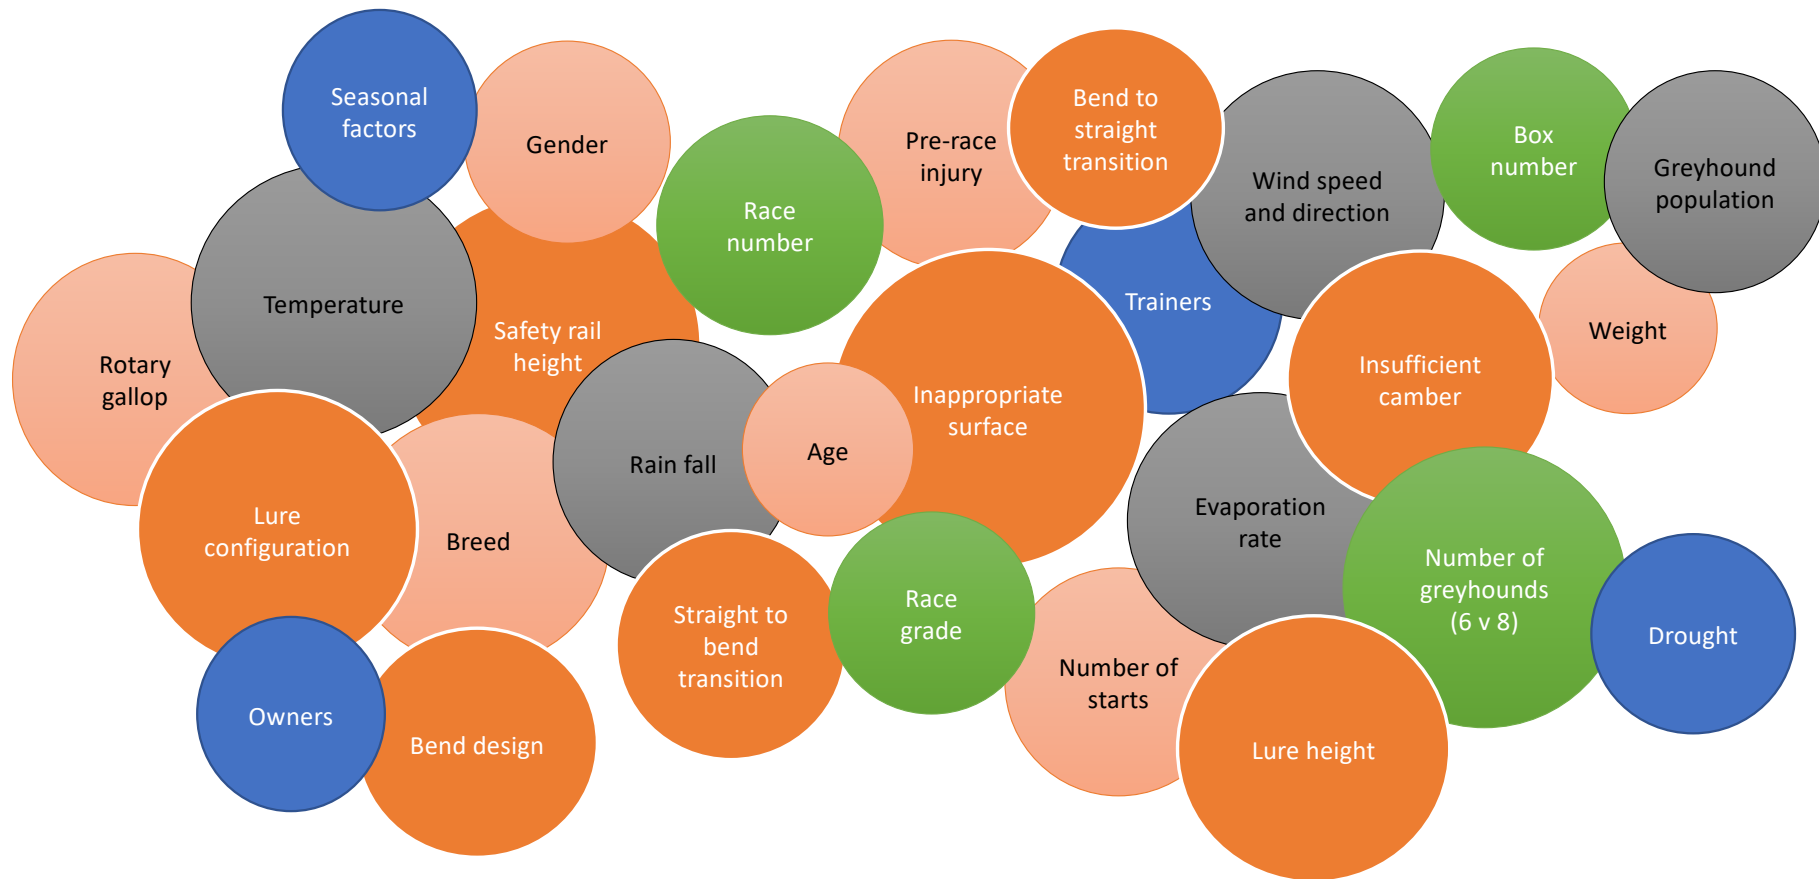 Seasonal
factors
Gender
Race
number
Pre-race
injury
Bend to
straight
transition
Wind speed
and direction
Box
number
Greyhound
population
Rotary
gallop
Temperature
Safety rail
height
Rain fall
Age
Inappropriate
surface
Trainers
Insufficient
camber
Weight
Lure
configuration
Breed
Straight to
bend
transition
Race
grade
Evaporation
rate
Number of
greyhounds
(6 v 8)
Drought
Owners
Bend design
Number of
starts
Lure height